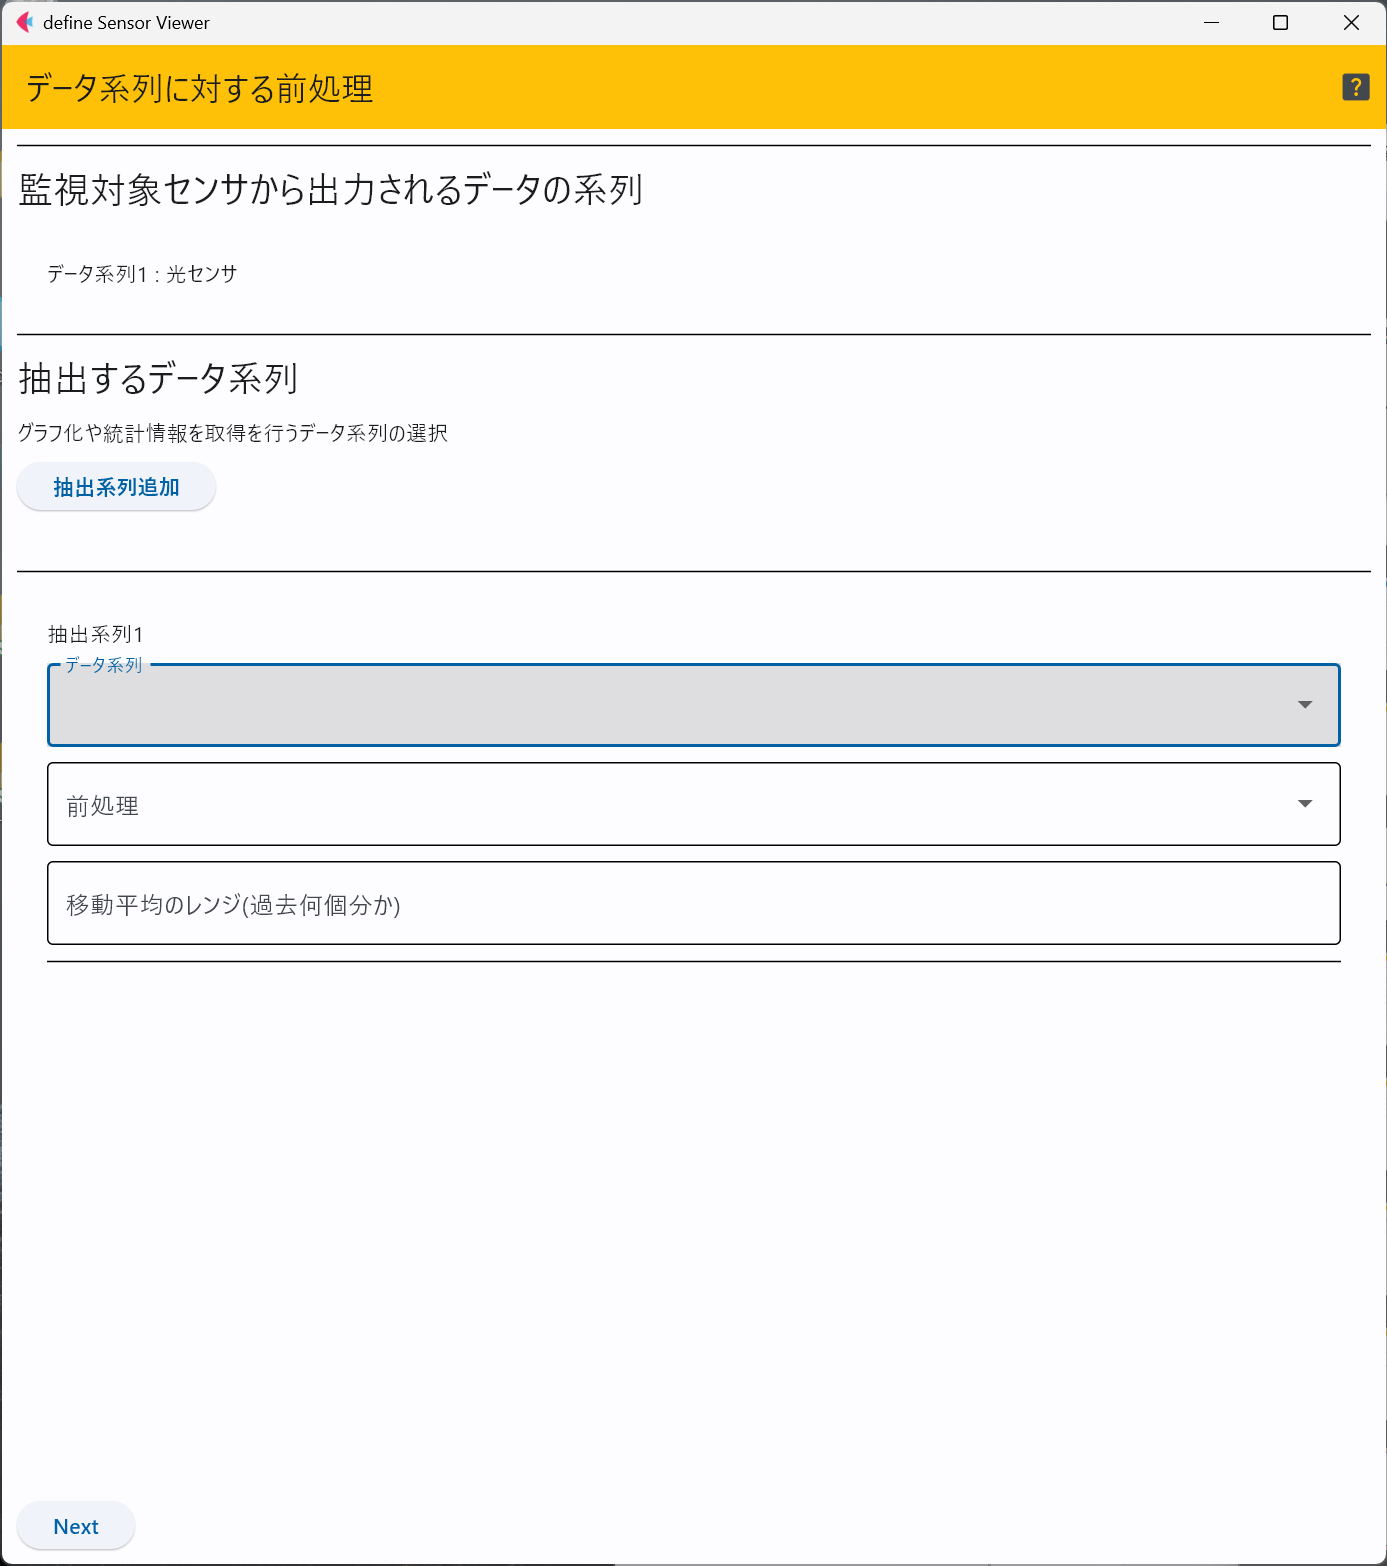 define Sensor Viewer
データ系列に対する前処理
?
監視対象センサから出力されるデータの系列
データ系列1 : 光センサ
抽出するデータ系列
グラフ化や統計情報を取得を行うデータ系列の選択
抽出系列追加
抽出系列1
データ系列
前処理
移動平均のレンジ(過去何個分か)
Next